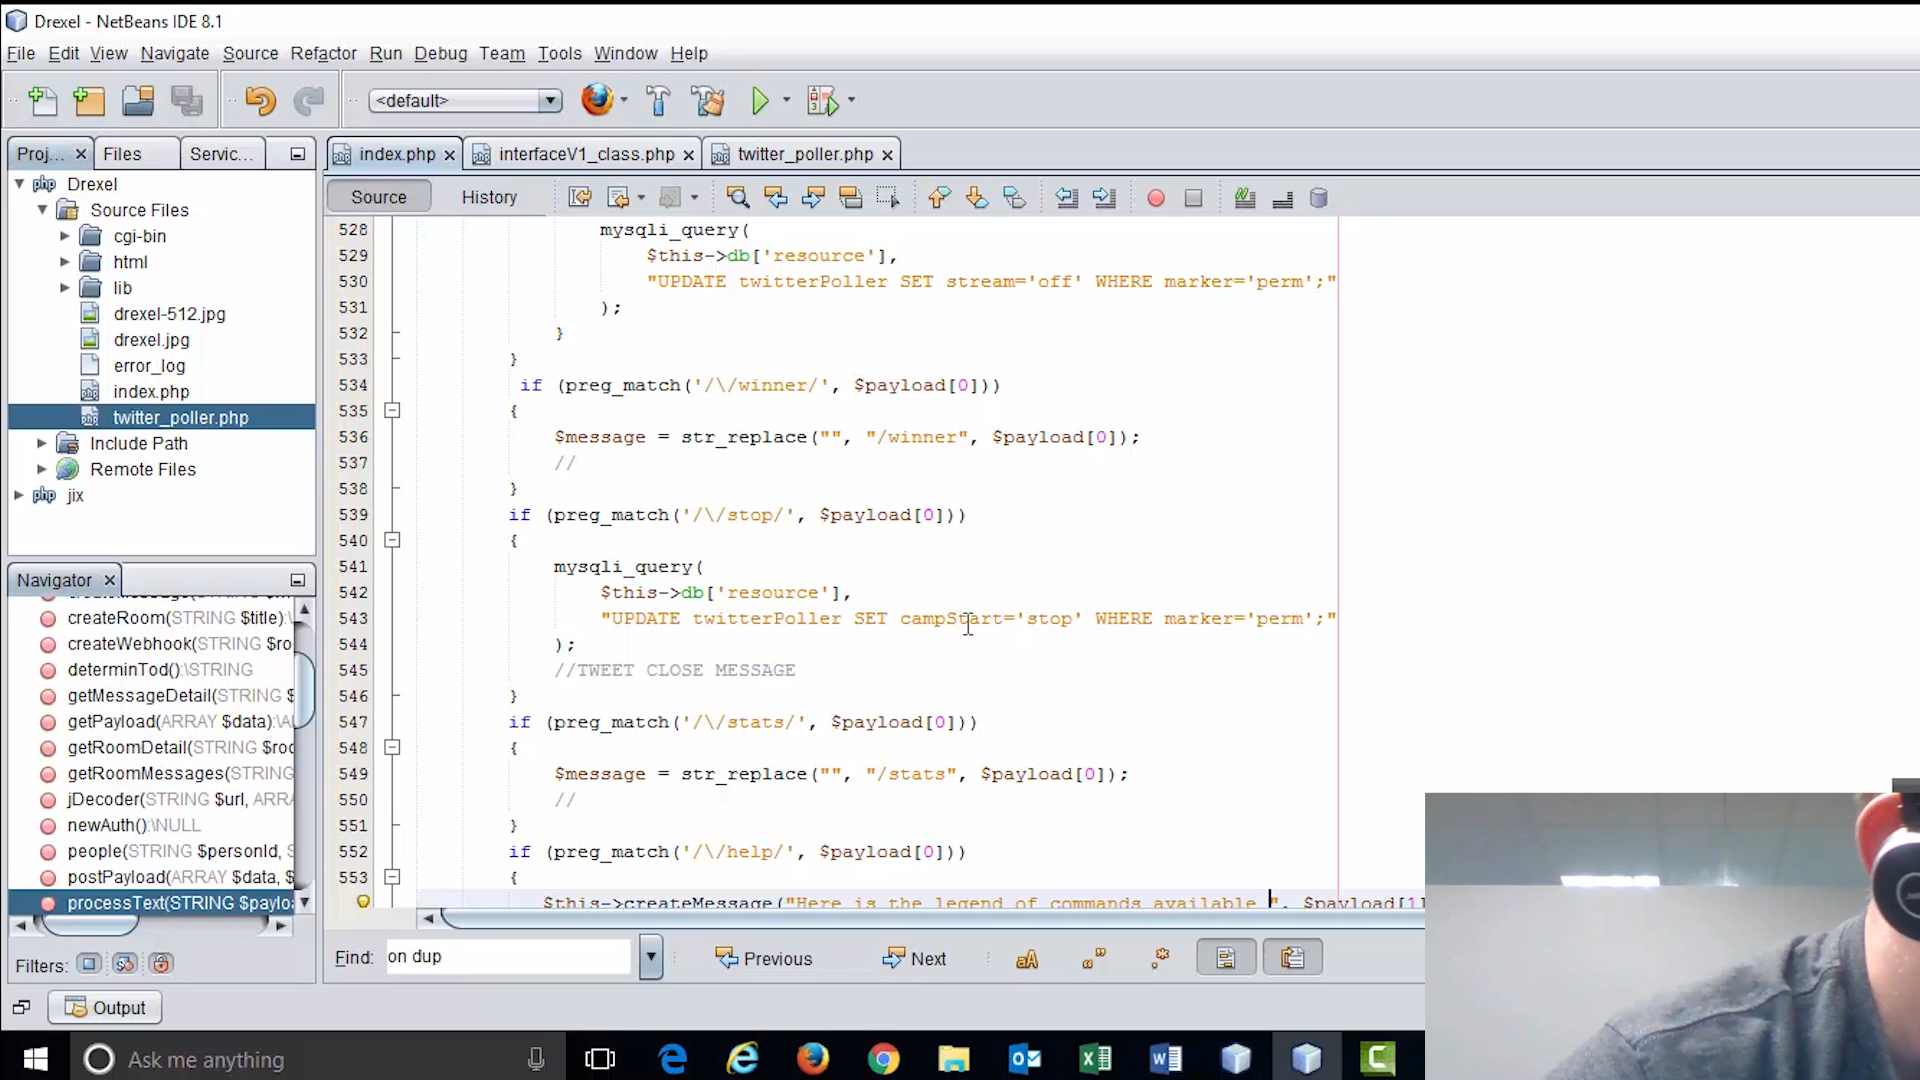 Drexel - NetBeans IDE 8.1
File Edit View Navigate Source Refactor Run Debug Team Tools Window Help
<default>
Proj... Files Servic...
index.php interfaceV1_class.php twitter_poller.php
Source History
Drexel
Source Files
cgi-bin
html
lib
drexel-512.jpg
drexel.jpg
error_log
index.php
twitter_poller.php
Include Path
Remote Files
jix
Navigator
createRoom(STRING $title):\
createWebhook(STRING $ro
determinTod():\STRING
getMessageDetail(STRING $
getPayload(ARRAY $data):\A
getRoomDetail(STRING $roo
getRoomMessages(STRING
jDecoder(STRING $url, ARRA
newAuth():\NULL
people(STRING $personId, S
postPayload(ARRAY $data, $
processText(STRING $paylo
Filters:
528 mysqli_query(
529 $this->db['resource'],
530 "UPDATE twitterPoller SET stream='off' WHERE marker='perm';"
531 );
532 }
533 }
534 if (preg_match('/\/winner/', $payload[0]))
535 {
536 $message = str_replace("", "/winner", $payload[0]);
537 //
538 }
539 if (preg_match('/\/stop/', $payload[0]))
540 {
541 mysqli_query(
542 $this->db['resource'],
543 "UPDATE twitterPoller SET campStart='stop' WHERE marker='perm';"
544 );
545 //TWEET CLOSE MESSAGE
546 }
547 if (preg_match('/\/stats/', $payload[0]))
548 {
549 $message = str_replace("", "/stats", $payload[0]);
550 //
551 }
552 if (preg_match('/\/help/', $payload[0]))
553 {
$this->createMessage("Here is the legend of commands available ", $payload[1]
Find: on dup Previous Next aA
Output
Ask me anything